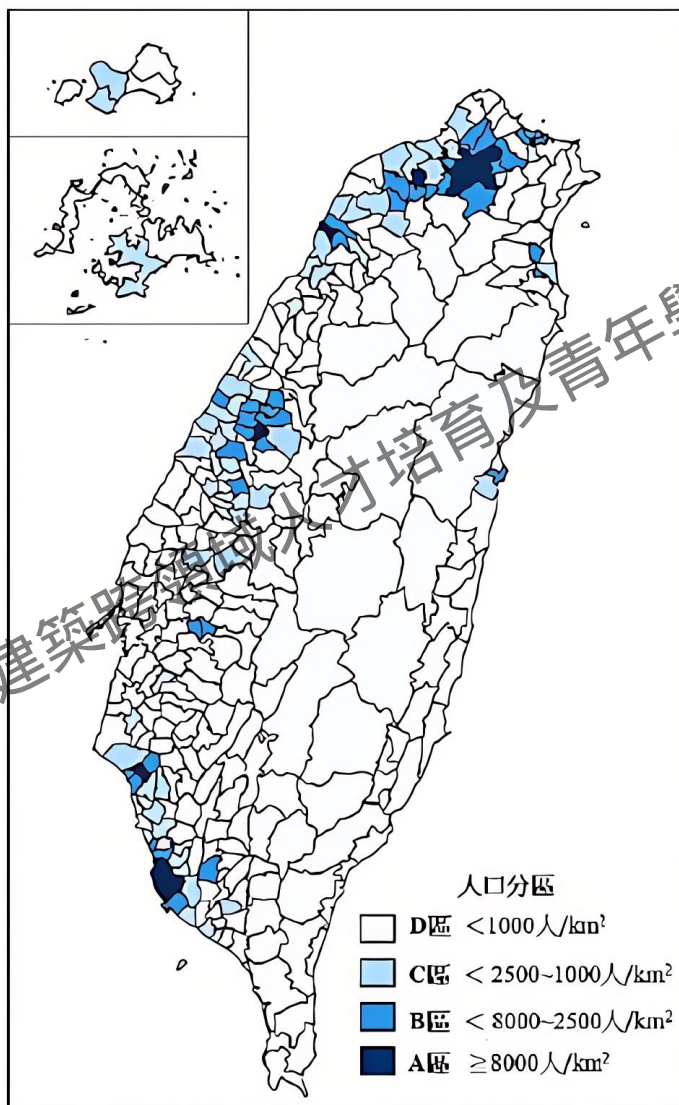 建築跨領域人才培育及青年學
人口分區
D區 <1000人/km²
C區 <2500~1000人/km²
B區 <8000~2500人/km²
A區 ≧8000人/km²